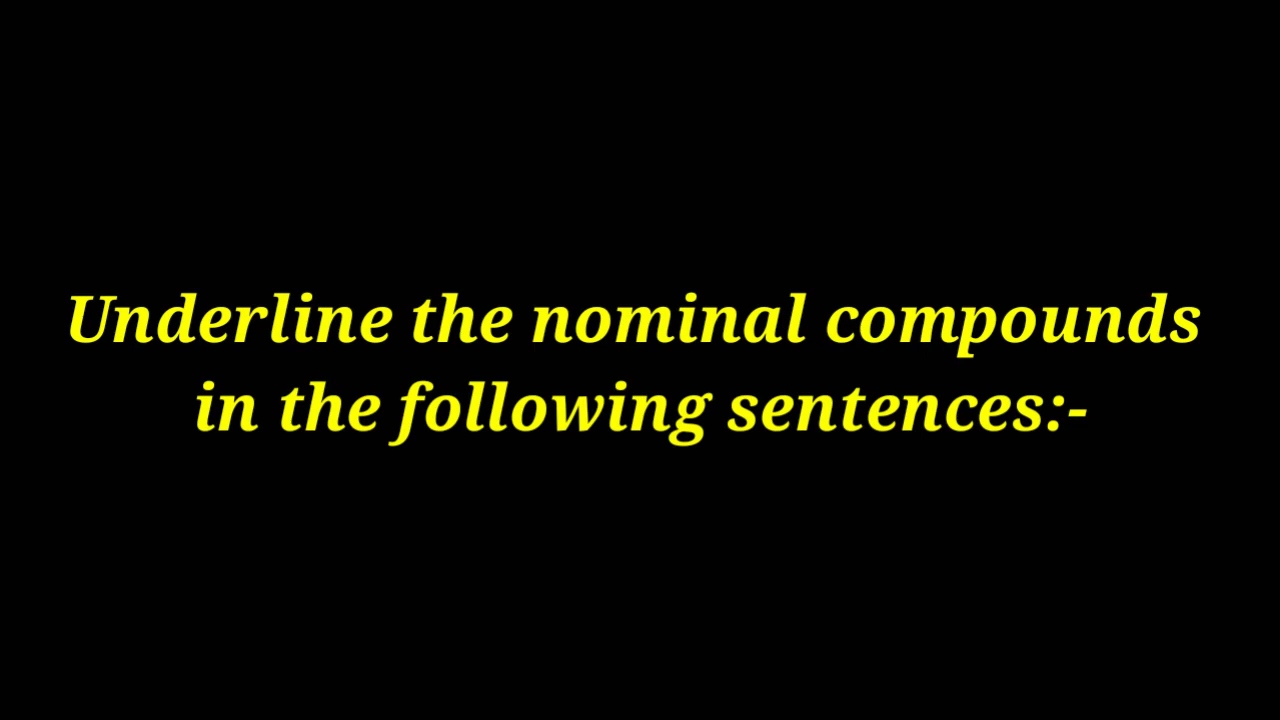 Underline the nominal compounds
in the following sentences:-